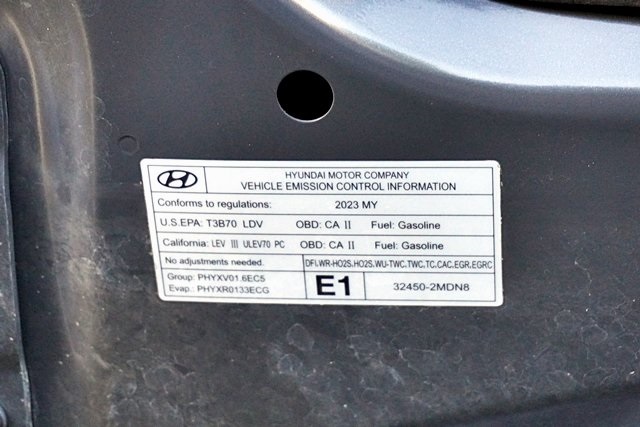 HYUNDAI MOTOR COMPANY
VEHICLE EMISSION CONTROL INFORMATION
Conforms to regulations: 2023 MY
U.S.EPA: T3B70 LDV OBD: CA II Fuel: Gasoline
California: LEV III ULEV70 PC OBD: CA II Fuel: Gasoline
No adjustments needed. DFI.WR-HO2S.HO2S.WU-TWC.TWC.TC.CAC.EGR.EGRC
Group: PHYXV01.6EC5
Evap.: PHYXR0133ECG
E1
32450-2MDN8